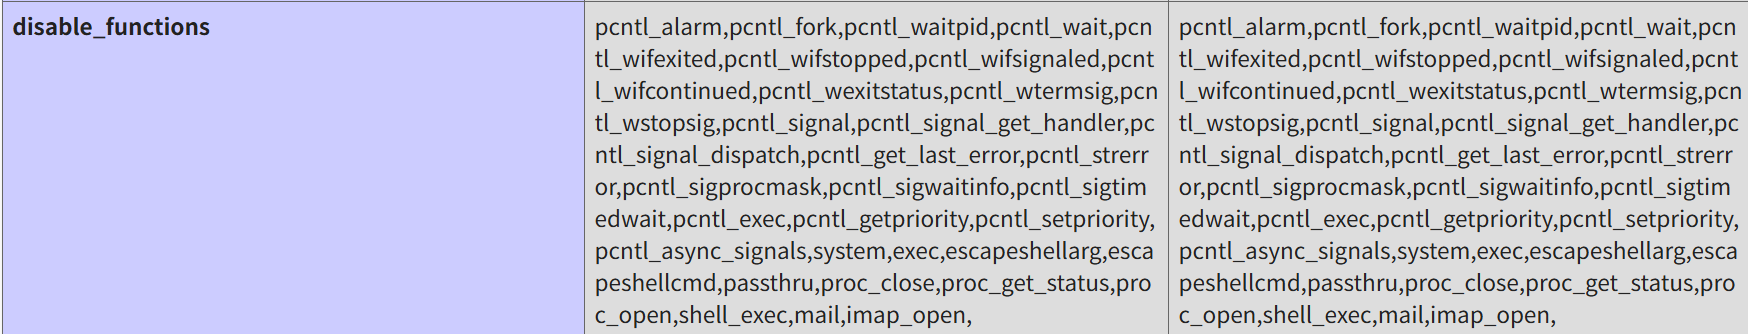 disable_functions
pcntl_alarm,pcntl_fork,pcntl_waitpid,pcntl_wait,pcn
tl_wifexited,pcntl_wifstopped,pcntl_wifsignaled,pcnt
l_wifcontinued,pcntl_wexitstatus,pcntl_wtermsig,pcn
tl_wstopsig,pcntl_signal,pcntl_signal_get_handler,pc
ntl_signal_dispatch,pcntl_get_last_error,pcntl_strerr
or,pcntl_sigprocmask,pcntl_sigwaitinfo,pcntl_sigtim
edwait,pcntl_exec,pcntl_getpriority,pcntl_setpriority,
pcntl_async_signals,system,exec,escapeshellarg,esca
peshellcmd,passthru,proc_close,proc_get_status,pro
c_open,shell_exec,mail,imap_open,
pcntl_alarm,pcntl_fork,pcntl_waitpid,pcntl_wait,pcn
tl_wifexited,pcntl_wifstopped,pcntl_wifsignaled,pcnt
l_wifcontinued,pcntl_wexitstatus,pcntl_wtermsig,pcn
tl_wstopsig,pcntl_signal,pcntl_signal_get_handler,pc
ntl_signal_dispatch,pcntl_get_last_error,pcntl_strerr
or,pcntl_sigprocmask,pcntl_sigwaitinfo,pcntl_sigtim
edwait,pcntl_exec,pcntl_getpriority,pcntl_setpriority,
pcntl_async_signals,system,exec,escapeshellarg,esca
peshellcmd,passthru,proc_close,proc_get_status,pro
c_open,shell_exec,mail,imap_open,